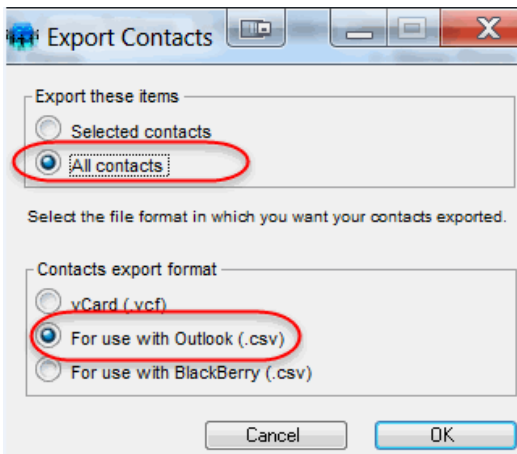 Export Contacts
Export these items
Selected contacts
All contacts
Select the file format in which you want your contacts exported.
Contacts export format
vCard (.vcf)
For use with Outlook (.csv)
For use with BlackBerry (.csv)
Cancel OK